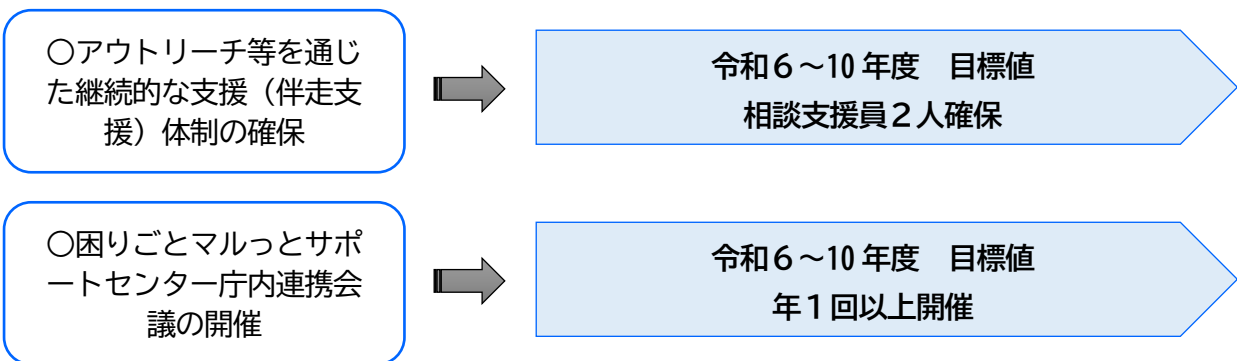 〇アウトリーチ等を通じ
た継続的な支援（伴走支
援）体制の確保
令和６～10 年度　目標値
相談支援員２人確保
〇困りごとマルっとサポ
ートセンター庁内連携会
議の開催
令和６～10 年度　目標値
年１回以上開催